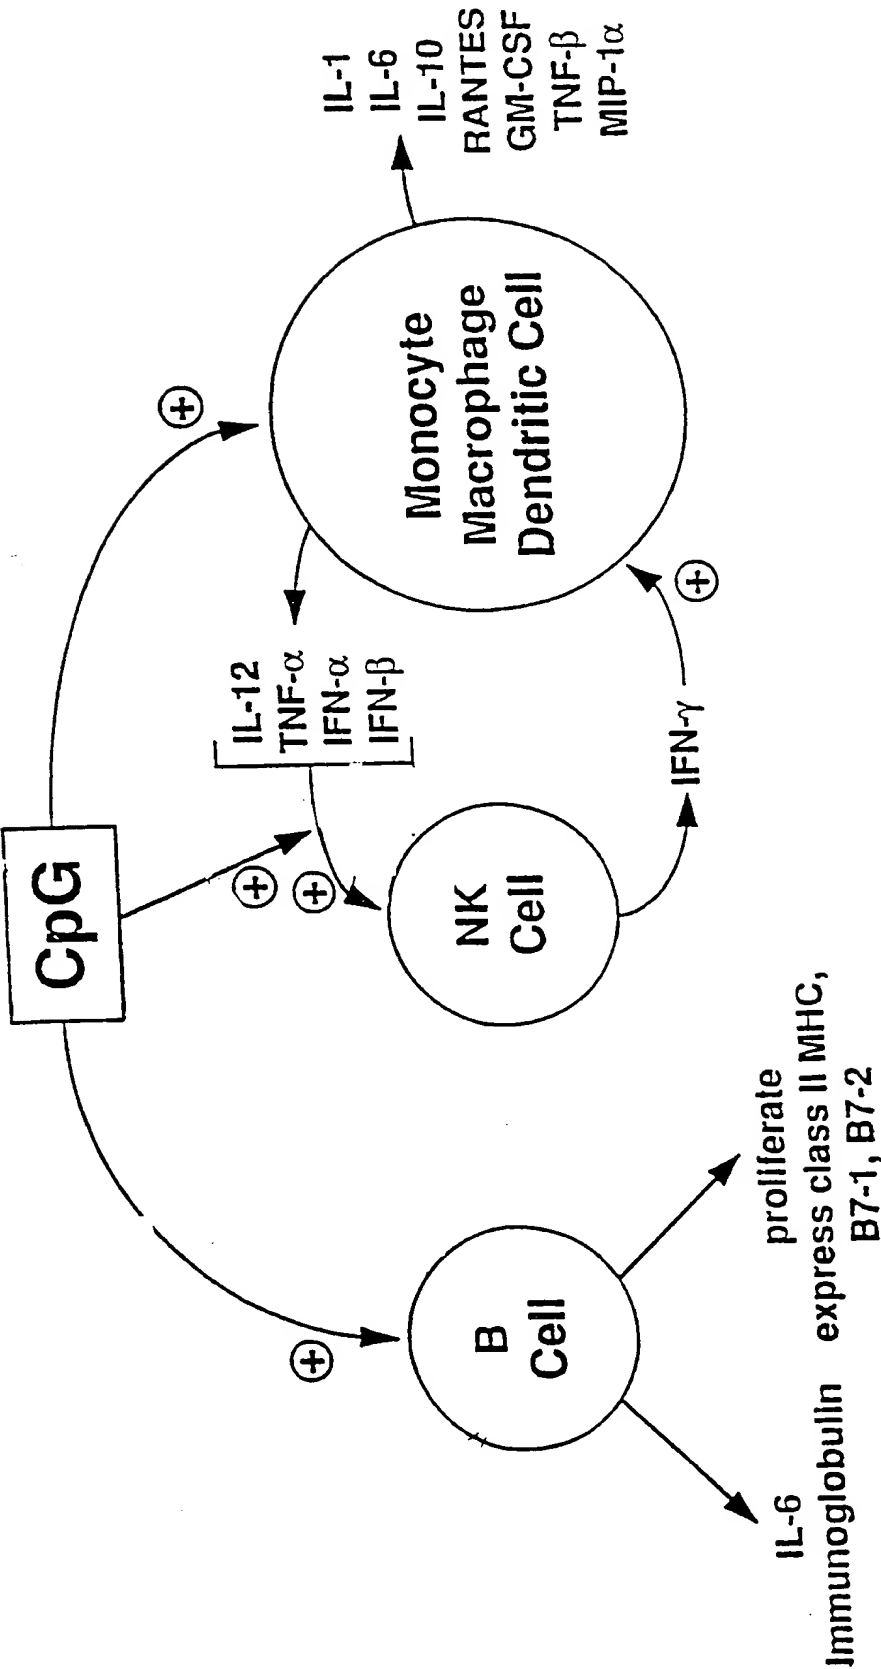 CpG
+
+
+
+
+
IL-12
TNF-α
IFN-α
IFN-β
B
Cell
NK
Cell
Monocyte
Macrophage
Dendritic Cell
IL-1
IL-6
IL-10
RANTES
GM-CSF
TNF-β
MIP-1α
IFN-γ
IL-6
Immunoglobulin
proliferate
express class II MHC,
B7-1, B7-2